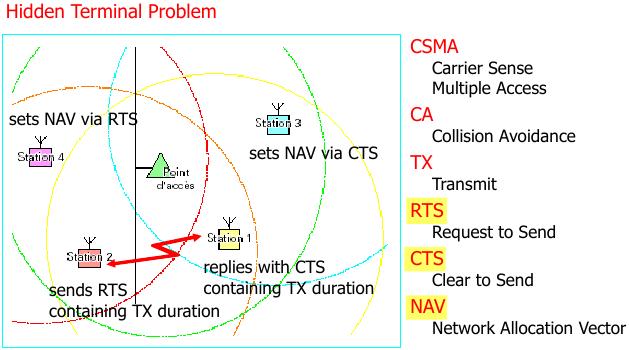 Hidden Terminal Problem
sets NAV via RTS
Station 4
Station 3
sets NAV via CTS
Point
d'accès
Station 1
Station 2
replies with CTS
containing TX duration
sends RTS
containing TX duration
CSMA
Carrier Sense
Multiple Access
CA
Collision Avoidance
TX
Transmit
RTS
Request to Send
CTS
Clear to Send
NAV
Network Allocation Vector